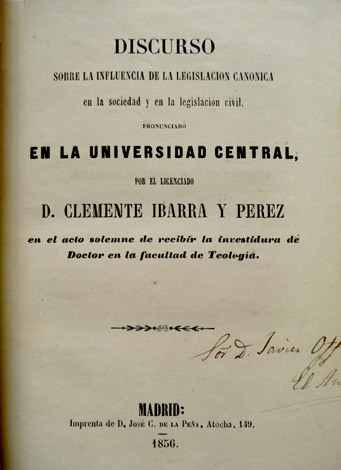 DISCURSO
SOBRE LA INFLUENCIA DE LA LEGISLACION CANONICA
en la sociedad y en la legislacion civil.
PRONUNCIADO
EN LA UNIVERSIDAD CENTRAL,
POR EL LICENCIADO
D. CLEMENTE IBARRA Y PEREZ
en el acto solemne de recibir la investidura de
Doctor en la facultad de Teología.
Sor D. Javier
El
MADRID:
Imprenta de D. José C. de la Peña, Atocha, 149.
1856.